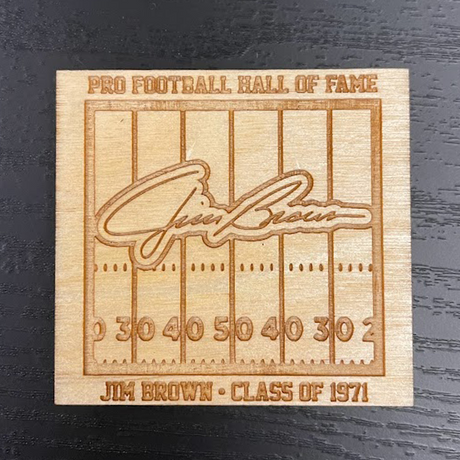 PRO FOOTBALL HALL OF FAME
Jim Brown
0 30 40 50 40 30 2
JIM BROWN • CLASS OF 1971